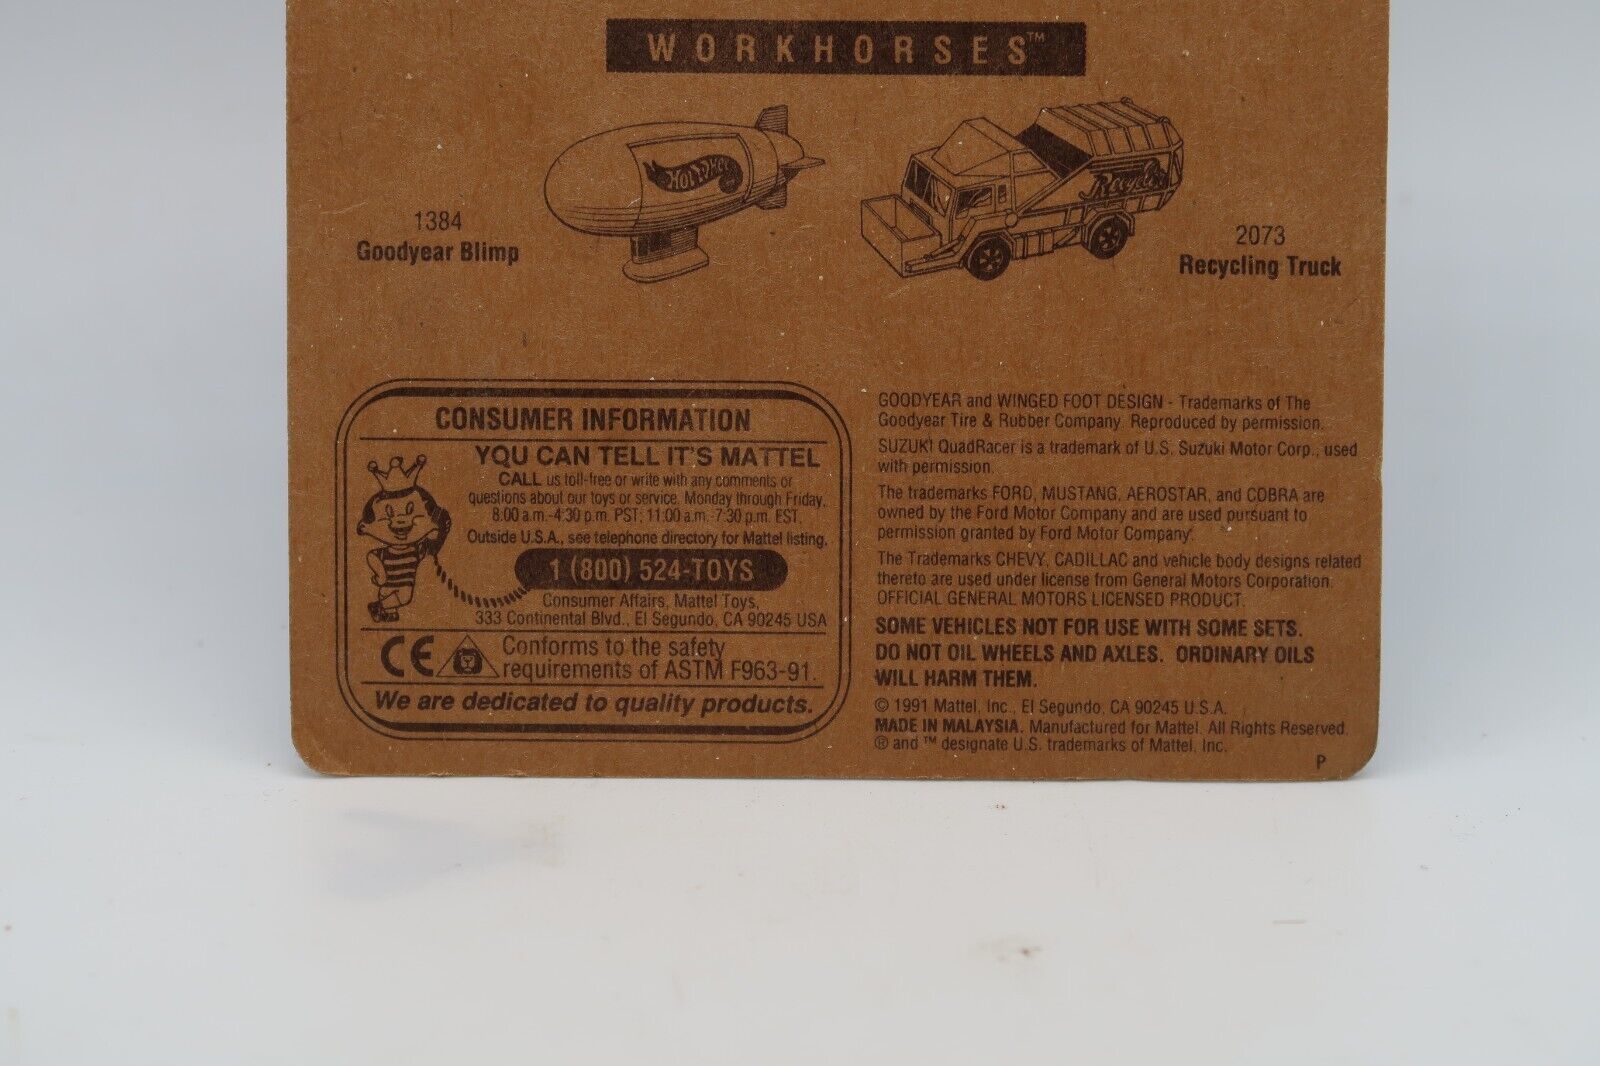 WORKHORSES™
HOT WHEELS
Recycling
1384
Goodyear Blimp
2073
Recycling Truck
CONSUMER INFORMATION
YOU CAN TELL IT'S MATTEL
CALL us toll-free or write with any comments or
questions about our toys or service, Monday through Friday,
8:00 a.m.-4:30 p.m. PST; 11:00 a.m.-7:30 p.m. EST.
Outside U.S.A., see telephone directory for Mattel listing.
1 (800) 524-TOYS
Consumer Affairs, Mattel Toys,
333 Continental Blvd., El Segundo, CA 90245 USA
CE
Conforms to the safety
requirements of ASTM F963-91.
We are dedicated to quality products.
GOODYEAR and WINGED FOOT DESIGN - Trademarks of The
Goodyear Tire & Rubber Company. Reproduced by permission.
SUZUKI QuadRacer is a trademark of U.S. Suzuki Motor Corp., used
with permission.
The trademarks FORD, MUSTANG, AEROSTAR, and COBRA are
owned by the Ford Motor Company and are used pursuant to
permission granted by Ford Motor Company.
The Trademarks CHEVY, CADILLAC and vehicle body designs related
thereto are used under license from General Motors Corporation.
OFFICIAL GENERAL MOTORS LICENSED PRODUCT.
SOME VEHICLES NOT FOR USE WITH SOME SETS.
DO NOT OIL WHEELS AND AXLES. ORDINARY OILS
WILL HARM THEM.
© 1991 Mattel, Inc., El Segundo, CA 90245 U.S.A.
MADE IN MALAYSIA. Manufactured for Mattel. All Rights Reserved.
® and ™ designate U.S. trademarks of Mattel, Inc.
P